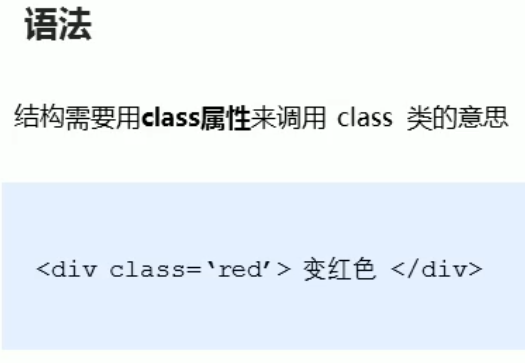 语法
结构需要用class属性来调用 class 类的意思
<div class=‘red’> 变红色 </div>